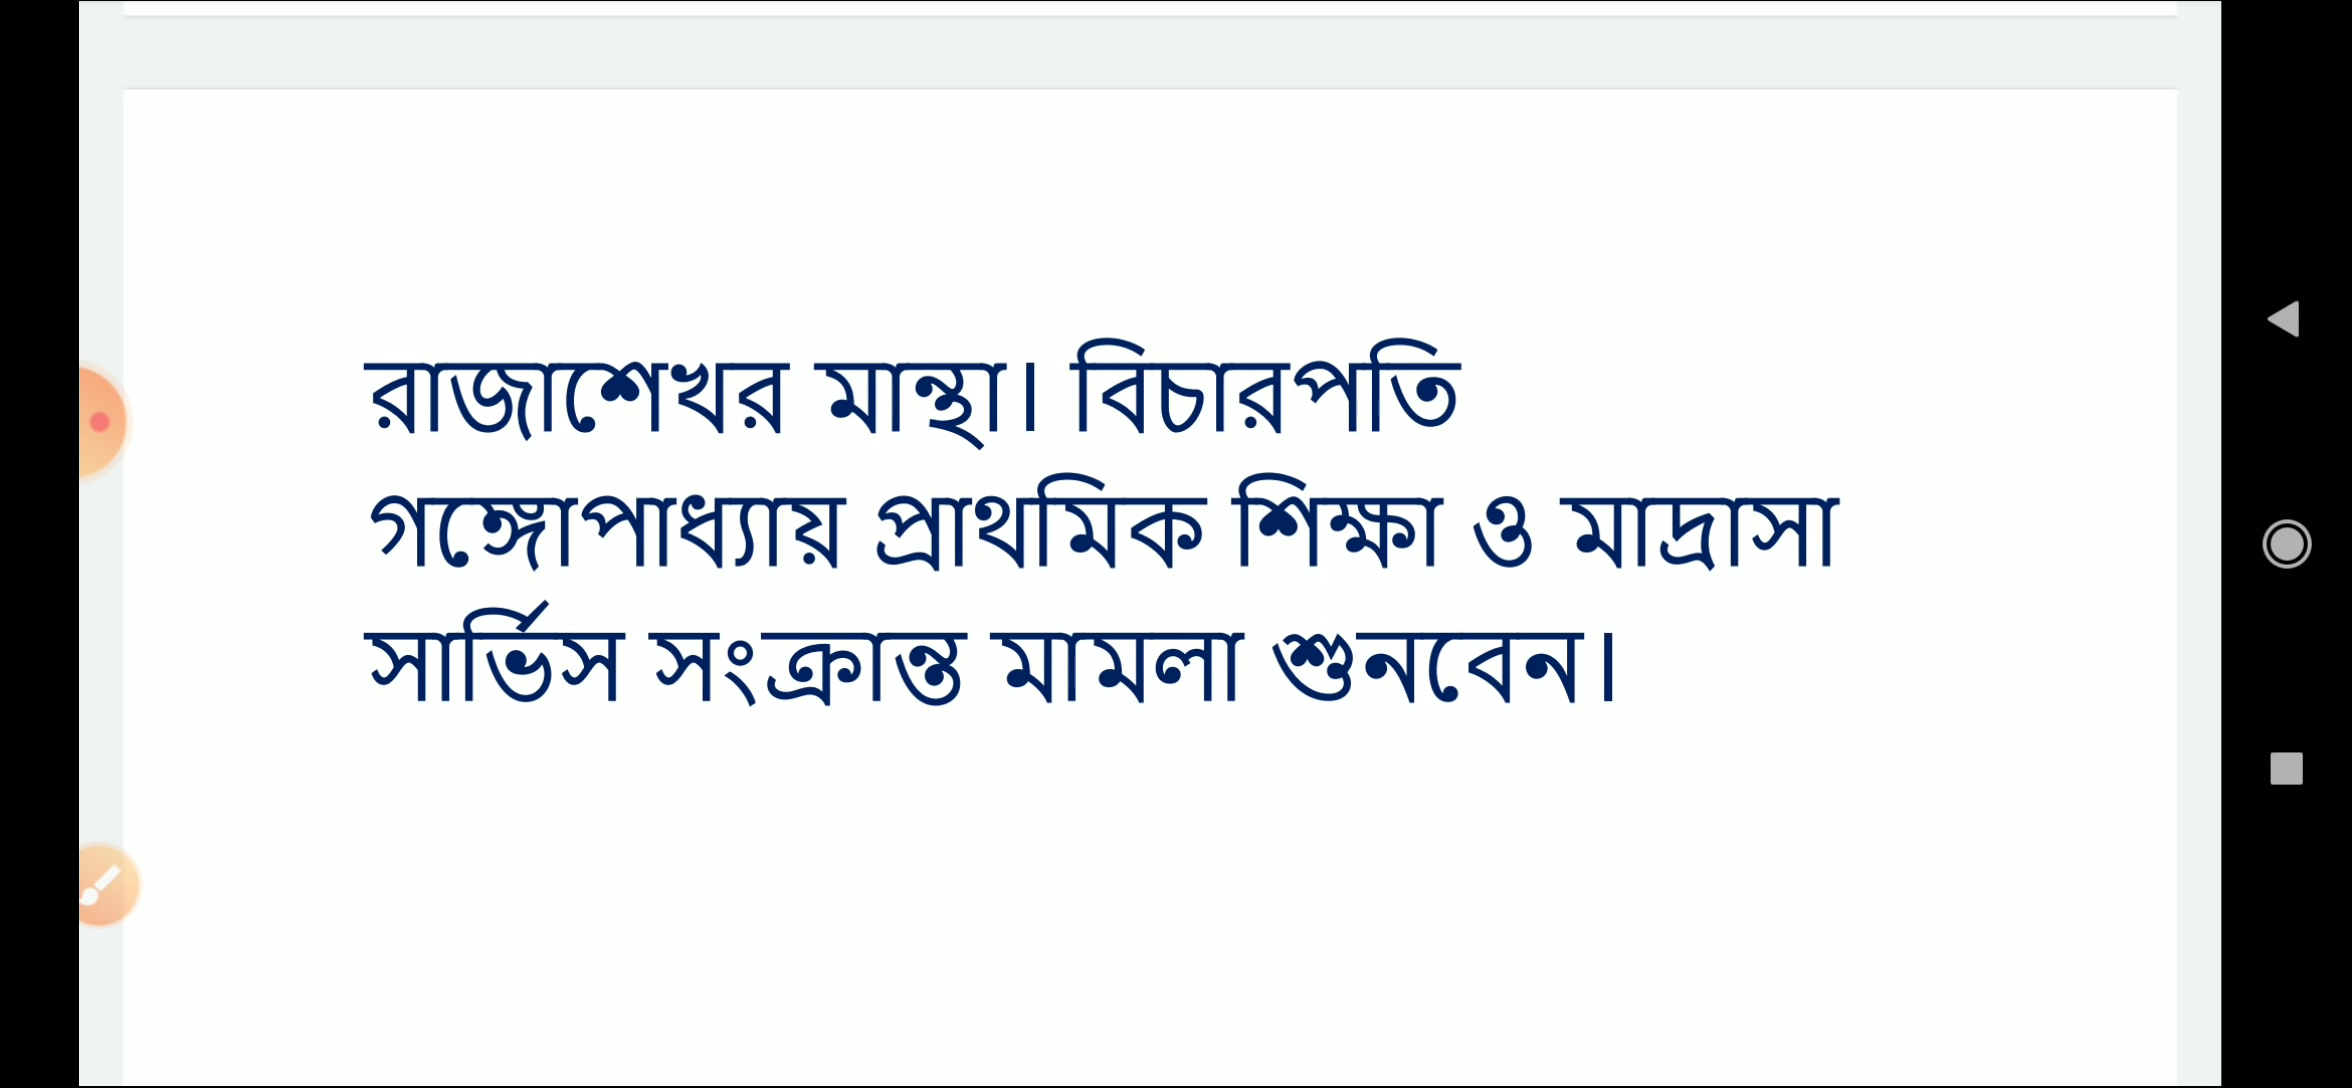 রাজাশেখর মান্থা। বিচারপতি
গঙ্গোপাধ্যায় প্রাথমিক শিক্ষা ও মাদ্রাসা
সার্ভিস সংক্রান্ত মামলা শুনবেন।